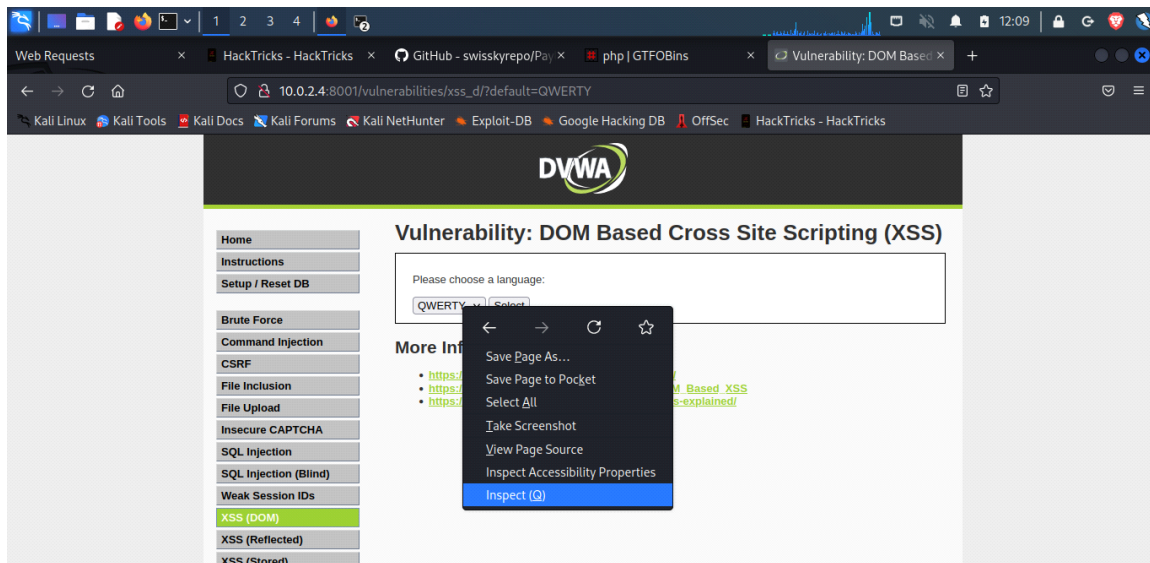 1 2 3 4 2 12:09
Web Requests HackTricks - HackTricks GitHub - swisskyrepo/Pay php | GTFOBins Vulnerability: DOM Based
10.0.2.4:8001/vulnerabilities/xss_d/?default=QWERTY
Kali Linux Kali Tools Kali Docs Kali Forums Kali NetHunter Exploit-DB Google Hacking DB OffSec HackTricks - HackTricks
DVWA
Vulnerability: DOM Based Cross Site Scripting (XSS)
Home
Instructions
Setup / Reset DB
Brute Force
Command Injection
CSRF
File Inclusion
File Upload
Insecure CAPTCHA
SQL Injection
SQL Injection (Blind)
Weak Session IDs
XSS (DOM)
XSS (Reflected)
XSS (Stored)
Please choose a language:
QWERTY Select
More Inf
https:/ /
https:/ M_Based_XSS
https:/ s-explained/
Save Page As...
Save Page to Pocket
Select All
Take Screenshot
View Page Source
Inspect Accessibility Properties
Inspect (Q)